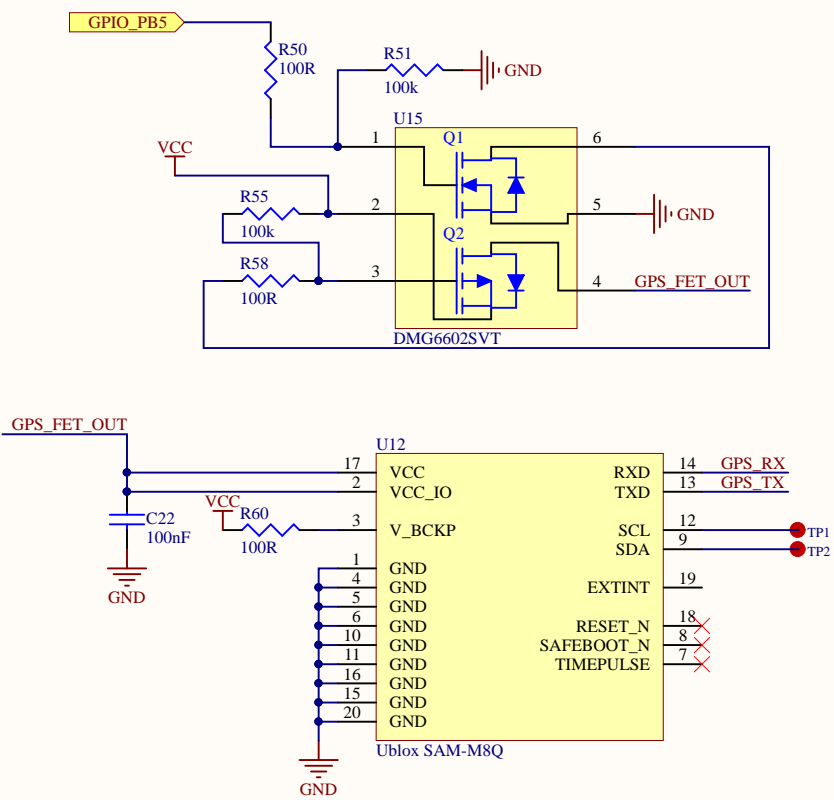 GPIO_PB5
R50
100R
R51
100k
GND
U15
VCC
1
Q1
6
R55
100k
2
5
GND
Q2
R58
100R
3
4
GPS_FET_OUT
DMG6602SVT
GPS_FET_OUT
U12
17 VCC RXD 14 GPS_RX
2 VCC_IO TXD 13 GPS_TX
VCC
R60
100R
C22
100nF
GND
3 V_BCKP SCL 12 TP1
SDA 9 TP2
1 GND
4 GND EXTINT 19
5 GND
6 GND RESET_N 18
10 GND SAFEBOOT_N 8
11 GND TIMEPULSE 7
16 GND
15 GND
20 GND
Ublox SAM-M8Q
GND